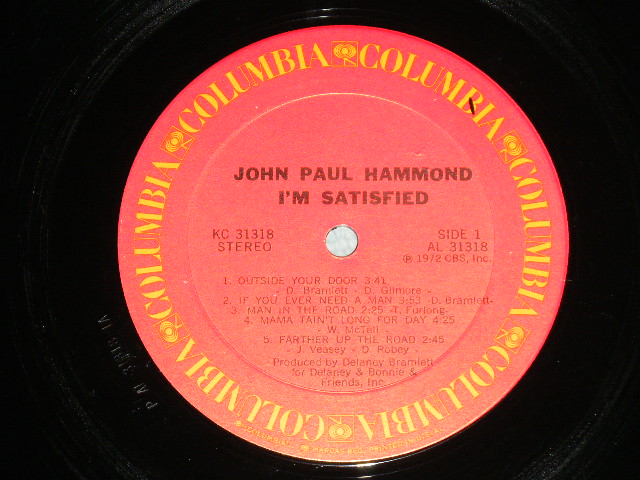 COLUMBIA COLUMBIA COLUMBIA COLUMBIA COLUMBIA COLUMBIA
JOHN PAUL HAMMOND
I'M SATISFIED
KC 31318
STEREO
SIDE 1
AL 31318
Ⓟ 1972 CBS, Inc.
1. OUTSIDE YOUR DOOR 3:41
- D. Bramlett - D. Gilmore -
2. IF YOU EVER NEED A MAN 3:53 -D. Bramlett-
3. MAN IN THE ROAD 2:25 -T. Furlong-
4. MAMA TAIN'T LONG FOR DAY 4:25
- W. McTell -
5. FARTHER UP THE ROAD 2:45
- J. Veasey - D. Robey -
Produced by Delaney Bramlett
for Delaney & Bonnie &
Friends, Inc.